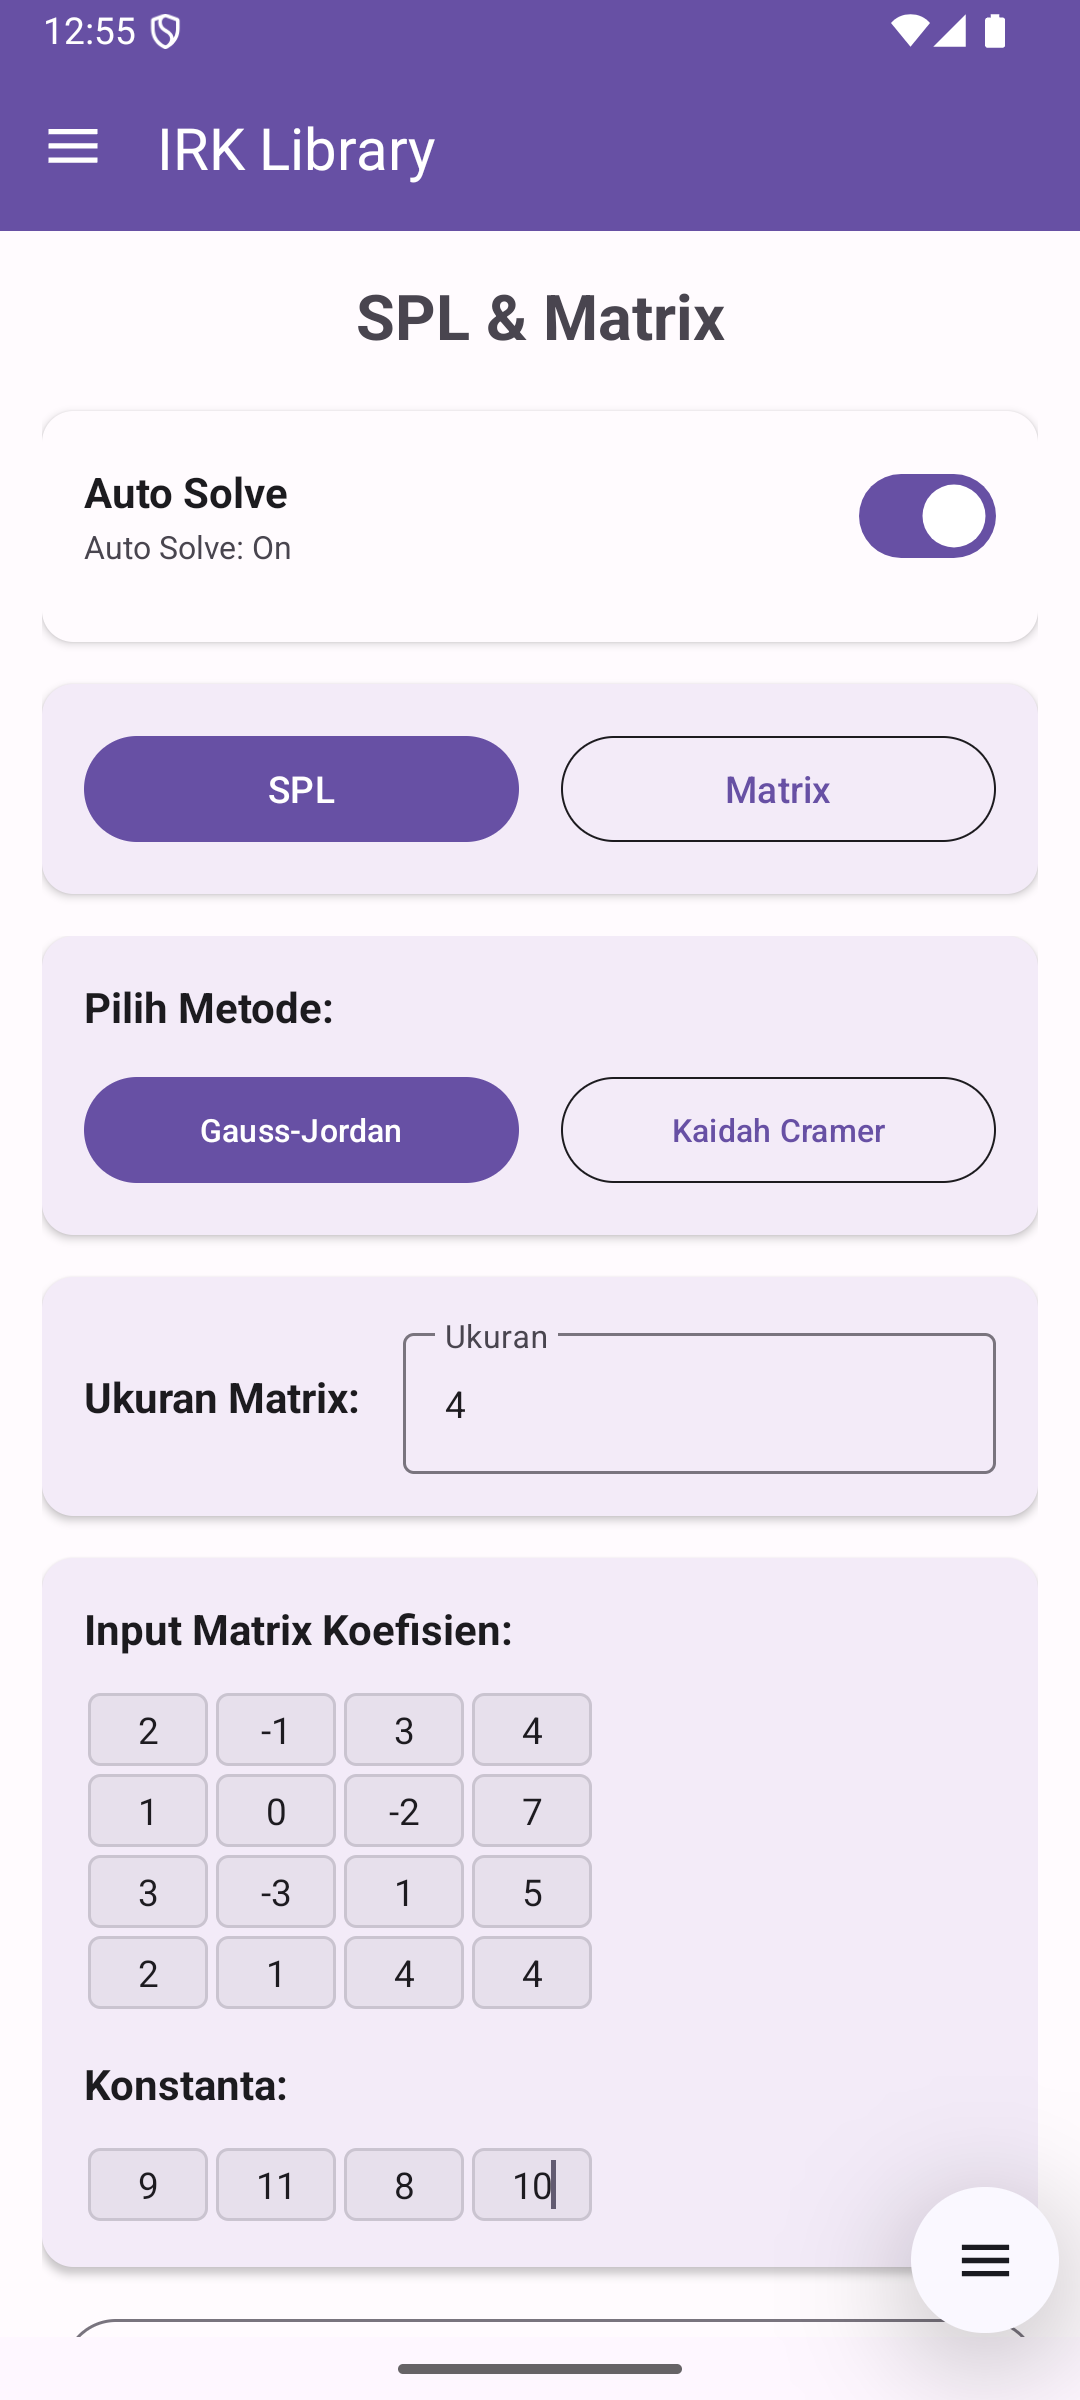 12:55
IRK Library
SPL & Matrix
Auto Solve
Auto Solve: On
SPL Matrix
Pilih Metode:
Gauss-Jordan Kaidah Cramer
Ukuran
Ukuran Matrix: 4
Input Matrix Koefisien:
2 -1 3 4
1 0 -2 7
3 -3 1 5
2 1 4 4
Konstanta:
9 11 8 10